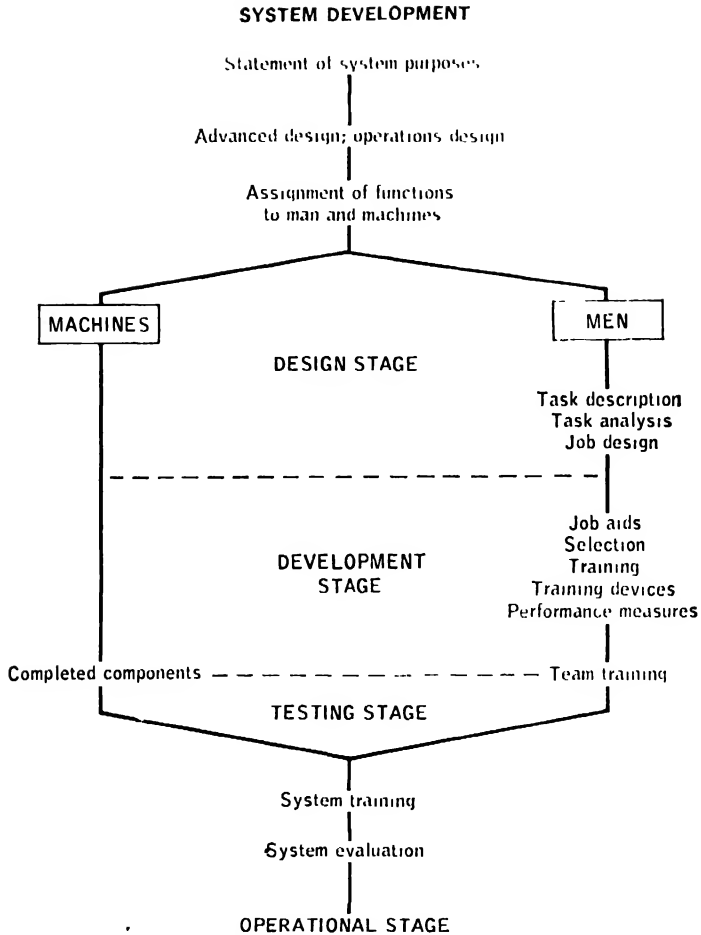 SYSTEM DEVELOPMENT
Statement of system purposes
Advanced design; operations design
Assignment of functions
to man and machines
MACHINES
MEN
DESIGN STAGE
Task description
Task analysis
Job design
Job aids
Selection
Training
Training devices
Performance measures
DEVELOPMENT
STAGE
Completed components
Team training
TESTING STAGE
System training
System evaluation
OPERATIONAL STAGE